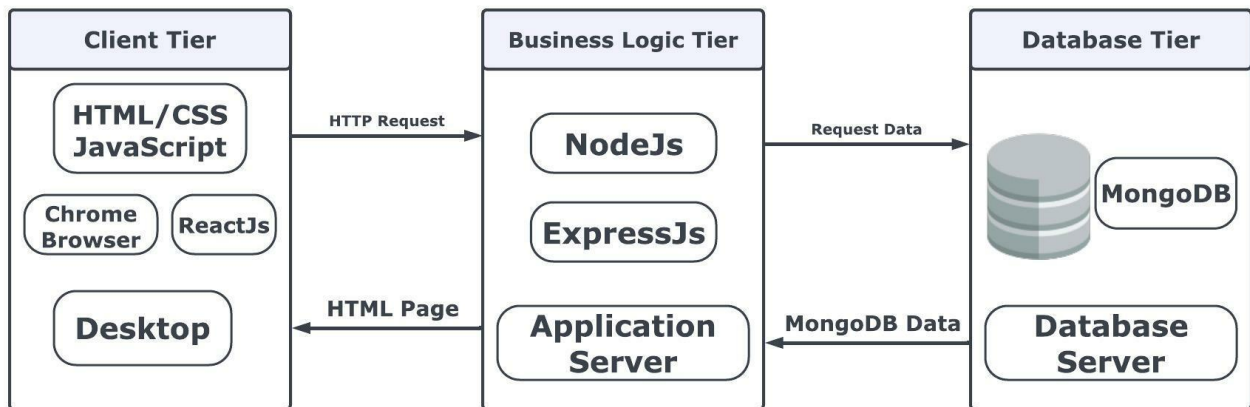 Client Tier
HTML/CSS
JavaScript
Chrome
Browser
ReactJs
Desktop
HTTP Request
HTML Page
Business Logic Tier
NodeJs
ExpressJs
Application
Server
Request Data
MongoDB Data
Database Tier
MongoDB
Database
Server